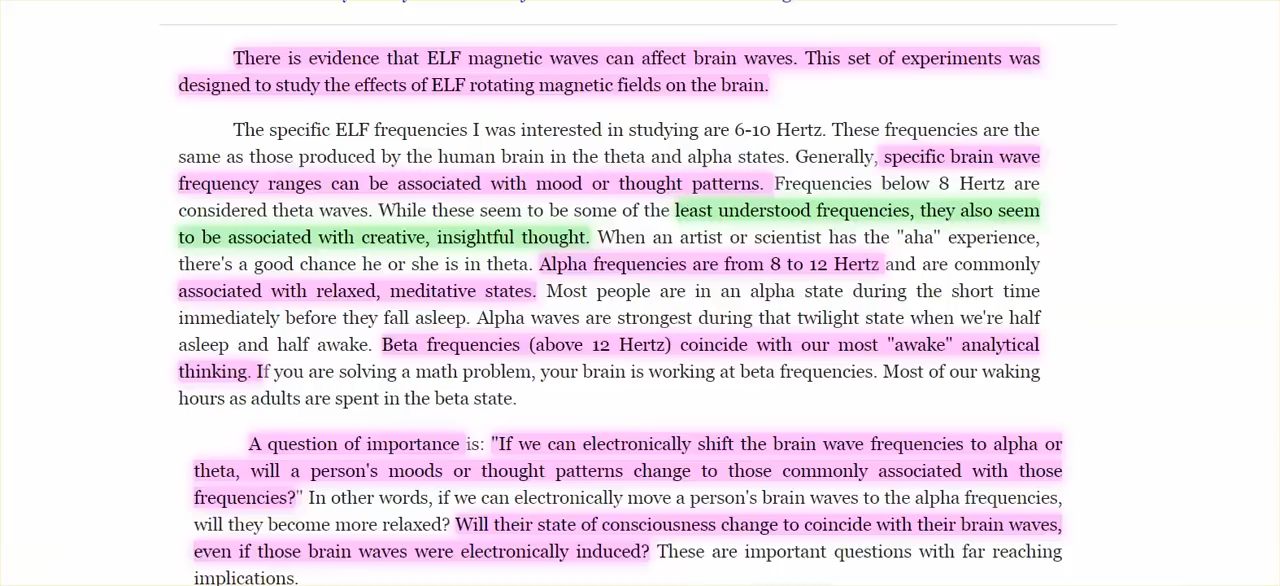 There is evidence that ELF magnetic waves can affect brain waves. This set of experiments was
designed to study the effects of ELF rotating magnetic fields on the brain.
The specific ELF frequencies I was interested in studying are 6-10 Hertz. These frequencies are the
same as those produced by the human brain in the theta and alpha states. Generally, specific brain wave
frequency ranges can be associated with mood or thought patterns. Frequencies below 8 Hertz are
considered theta waves. While these seem to be some of the least understood frequencies, they also seem
to be associated with creative, insightful thought. When an artist or scientist has the "aha" experience,
there's a good chance he or she is in theta. Alpha frequencies are from 8 to 12 Hertz and are commonly
associated with relaxed, meditative states. Most people are in an alpha state during the short time
immediately before they fall asleep. Alpha waves are strongest during that twilight state when we're half
asleep and half awake. Beta frequencies (above 12 Hertz) coincide with our most "awake" analytical
thinking. If you are solving a math problem, your brain is working at beta frequencies. Most of our waking
hours as adults are spent in the beta state.
A question of importance is: "If we can electronically shift the brain wave frequencies to alpha or
theta, will a person's moods or thought patterns change to those commonly associated with those
frequencies?" In other words, if we can electronically move a person's brain waves to the alpha frequencies,
will they become more relaxed? Will their state of consciousness change to coincide with their brain waves,
even if those brain waves were electronically induced? These are important questions with far reaching
implications.